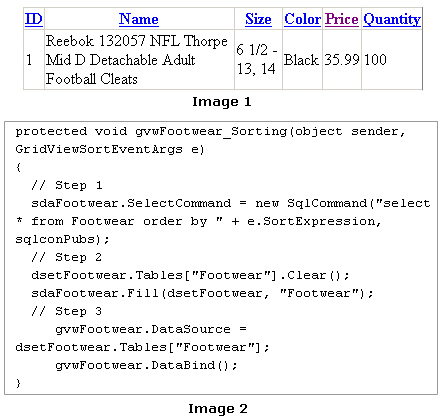 ID Name Size Color Price Quantity
Reebok 132057 NFL Thorpe
1 Mid D Detachable Adult 6 1/2 - 13, 14 Black 35.99 100
Football Cleats
Image 1
protected void gvwFootwear_Sorting(object sender,
GridViewSortEventArgs e)
{
// Step 1
sdaFootwear.SelectCommand = new SqlCommand("select
* from Footwear order by " + e.SortExpression,
sqlconPubs);
// Step 2
dsetFootwear.Tables["Footwear"].Clear();
sdaFootwear.Fill(dsetFootwear, "Footwear");
// Step 3
gvwFootwear.DataSource =
dsetFootwear.Tables["Footwear"];
gvwFootwear.DataBind();
}
Image 2